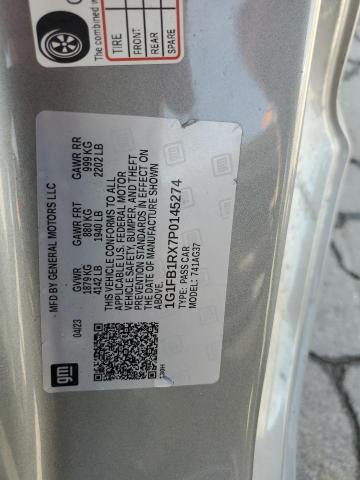 The combined w
TIRE
FRONT
REAR
SPARE
MFD BY GENERAL MOTORS LLC
04/23
GVWR
1879 KG
4142 LB
GAWR FRT
880 KG
1940 LB
GAWR RR
999 KG
2202 LB
THIS VEHICLE CONFORMS TO ALL
APPLICABLE U.S. FEDERAL MOTOR
VEHICLE SAFETY, BUMPER, AND THEFT
PREVENTION STANDARDS IN EFFECT ON
THE DATE OF MANUFACTURE SHOWN
ABOVE.
1G1FB1RX7P0145274
TYPE: PASS CAR
MODEL: 741AG37
gm